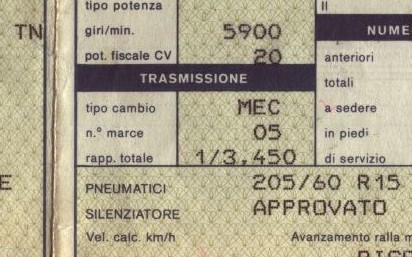 tipo potenza Il
TN giri/min. 5900 NUME
pot. fiscale CV 20 anteriori
TRASMISSIONE totali
tipo cambio MEC a sedere
n.° marce 05 in piedi
rapp. totale 1/3,450 di servizio
E PNEUMATICI 205/60 R15
SILENZIATORE APPROVATO
Vel. calc. km/h Avanzamento ralla m